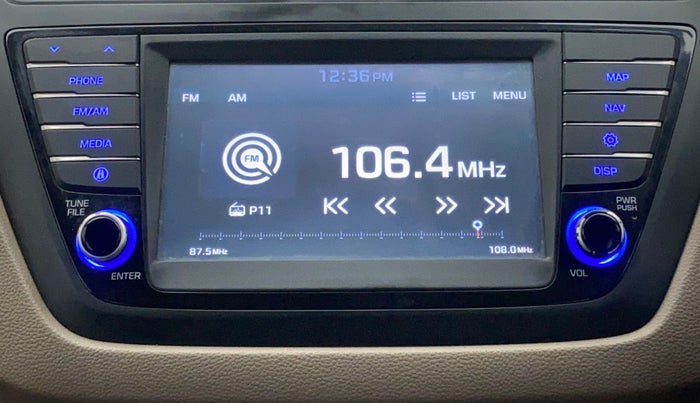 12:36 PM
PHONE
FM/AM
MEDIA
TUNE
FILE
ENTER
FM AM LIST MENU
FM
106.4 MHz
P11
87.5 MHz 108.0 MHz
MAP
NAV
DISP
PWR
PUSH
VOL